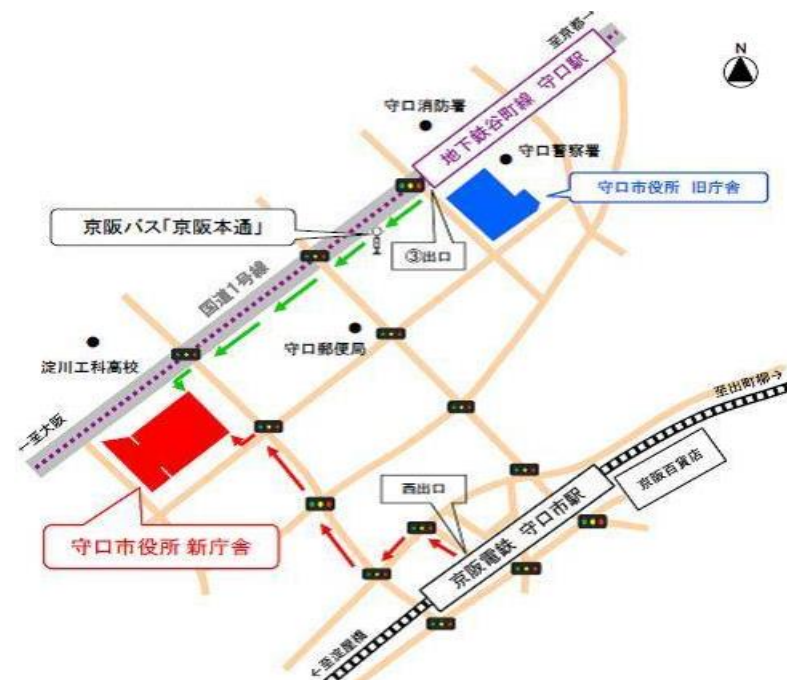 至京都→
N
地下鉄谷町線 守口駅
守口消防署
守口警察署
守口市役所 旧庁舎
京阪バス「京阪本通」
③出口
国道1号線
淀川工科高校
守口郵便局
←至大阪
至出町柳→
京阪百貨店
西出口
京阪電鉄 守口市駅
守口市役所 新庁舎
←至淀屋橋